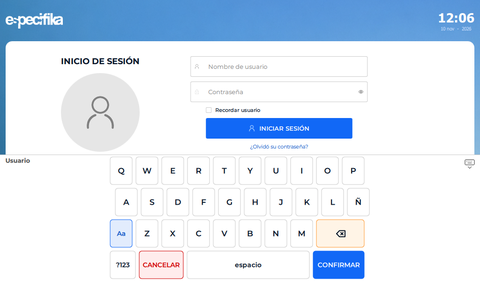 e-pecifika
12:06
INICIO DE SESIÓN
Nombre de usuario
Contraseña
Recordar usuario
INICIAR SESIÓN
¿Olvidó su contraseña?
Usuario
Q W E R T Y U I O P
A S D F G H J K L Ñ
Aa Z X C V B N M
?123 CANCELAR espacio CONFIRMAR